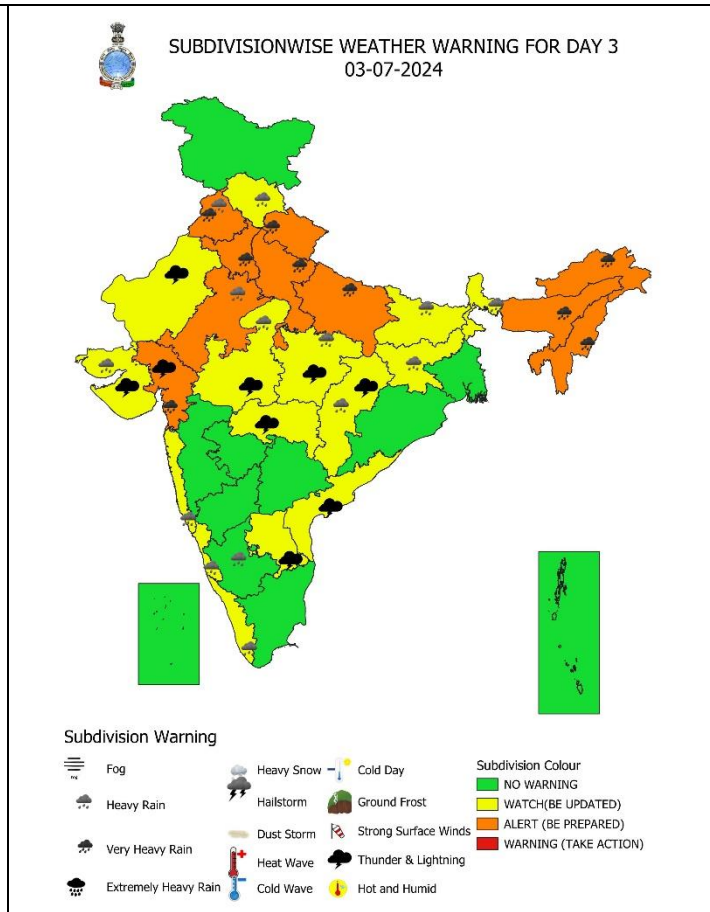 SUBDIVISIONWISE WEATHER WARNING FOR DAY 3
03-07-2024
Subdivision Warning
Fog
Heavy Rain
Very Heavy Rain
Extremely Heavy Rain
Heavy Snow
Hailstorm
Dust Storm
Heat Wave
Cold Wave
Cold Day
Ground Frost
Strong Surface Winds
Thunder & Lightning
Hot and Humid
Subdivision Colour
NO WARNING
WATCH(BE UPDATED)
ALERT (BE PREPARED)
WARNING (TAKE ACTION)